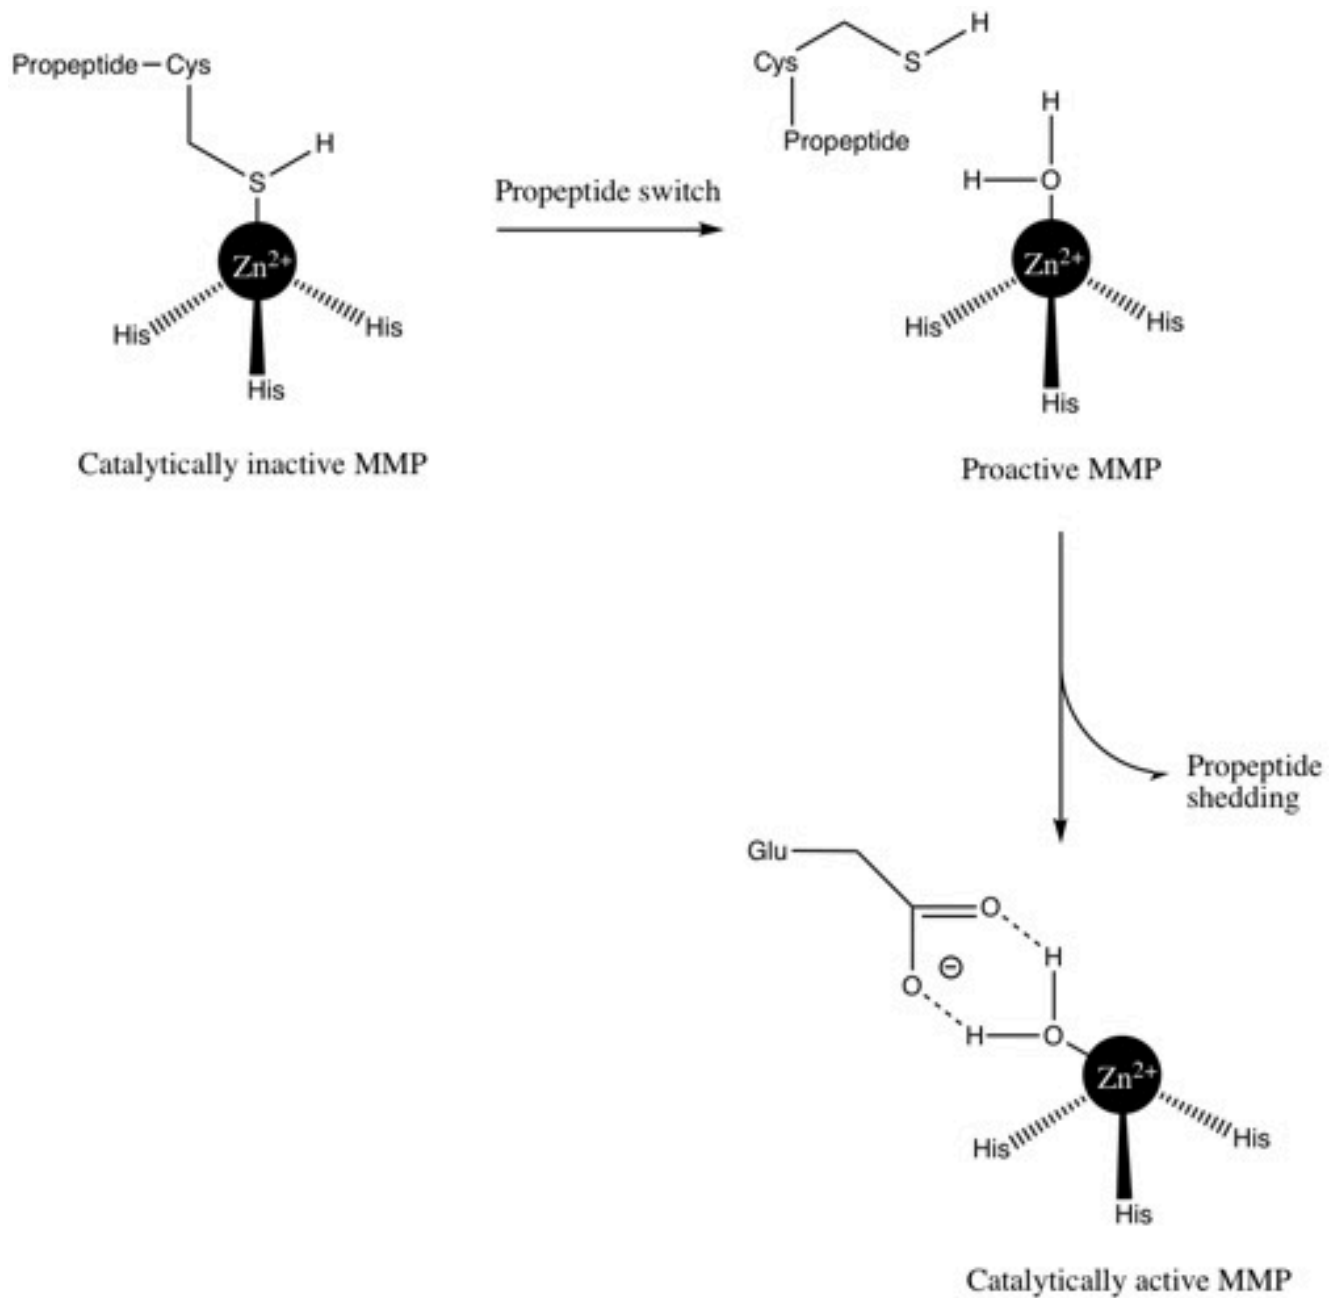 Propeptide Cys
H
S
Zn2+
His
His
His
Catalytically inactive MMP
Propeptide switch
H
Cys
S
Propeptide
H
H
O
Zn2+
His
His
His
Proactive MMP
Propeptide
shedding
Glu
O
H
O
⊖
H
O
Zn2+
His
His
His
Catalytically active MMP